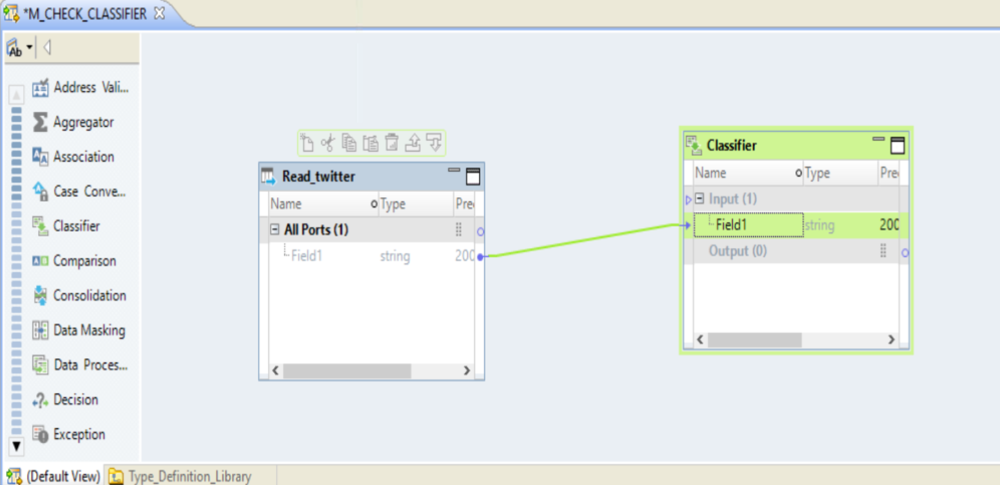 *M_CHECK_CLASSIFIER
Ab
Address Vali...
Aggregator
Association
Case Conve...
Classifier
Comparison
Consolidation
Data Masking
Data Proces...
Decision
Exception
Read_twitter
Name Type Pre
All Ports (1)
Field1 string 200
Classifier
Name Type Pre
Input (1)
Field1 string 200
Output (0)
(Default View) Type_Definition_Library